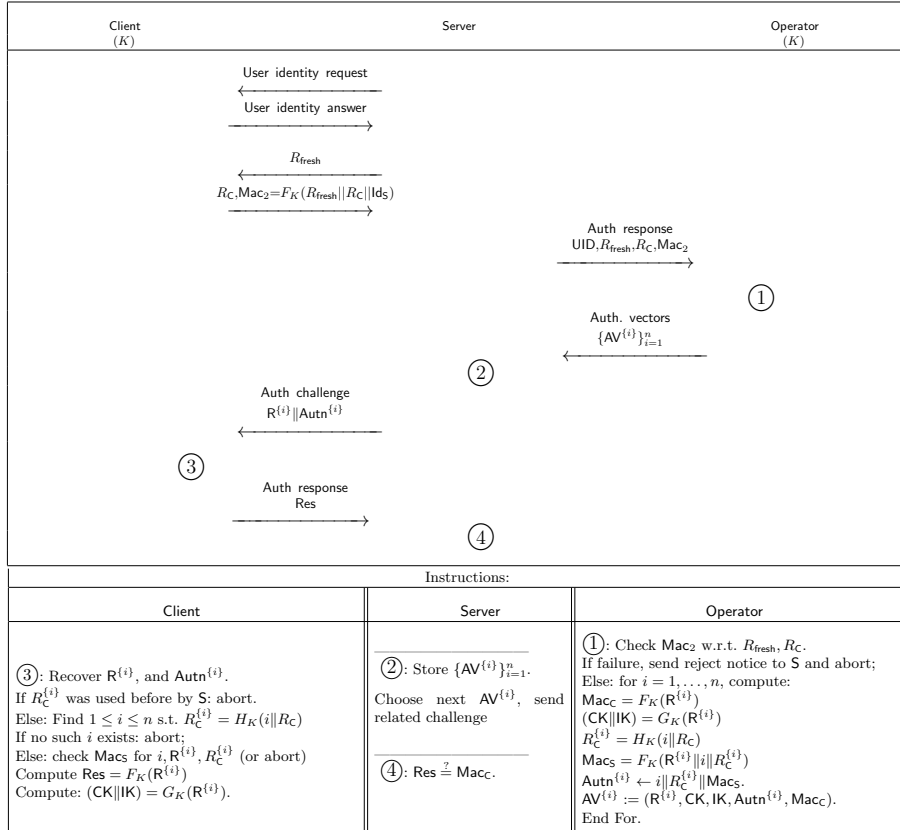 Client Server Operator
(K) (K)
User identity request
User identity answer
R_fresh
R_C,Mac_2=F_K(R_fresh||R_C||Id_S)
Auth response
UID,R_fresh,R_C,Mac_2
①
Auth. vectors
{AV^{i}}_{i=1}^n
②
Auth challenge
R^{i}‖Autn^{i}
③
Auth response
Res
④
Instructions:
Client Server Operator
③: Recover R^{i}, and Autn^{i}.
If R_C^{i} was used before by S: abort.
Else: Find 1 ≤ i ≤ n s.t. R_C^{i} = H_K(i‖R_C)
If no such i exists: abort;
Else: check Mac_S for i, R^{i}, R_C^{i} (or abort)
Compute Res = F_K(R^{i})
Compute: (CK‖IK) = G_K(R^{i}).
②: Store {AV^{i}}_{i=1}^n.
Choose next AV^{i}, send
related challenge
④: Res ≟ Mac_C.
①: Check Mac_2 w.r.t. R_fresh, R_C.
If failure, send reject notice to S and abort;
Else: for i = 1, . . . , n, compute:
Mac_C = F_K(R^{i})
(CK‖IK) = G_K(R^{i})
R_C^{i} = H_K(i‖R_C)
Mac_S = F_K(R^{i}‖i‖R_C^{i})
Autn^{i} ← i‖R_C^{i}‖Mac_S.
AV^{i} := (R^{i}, CK, IK, Autn^{i}, Mac_C).
End For.